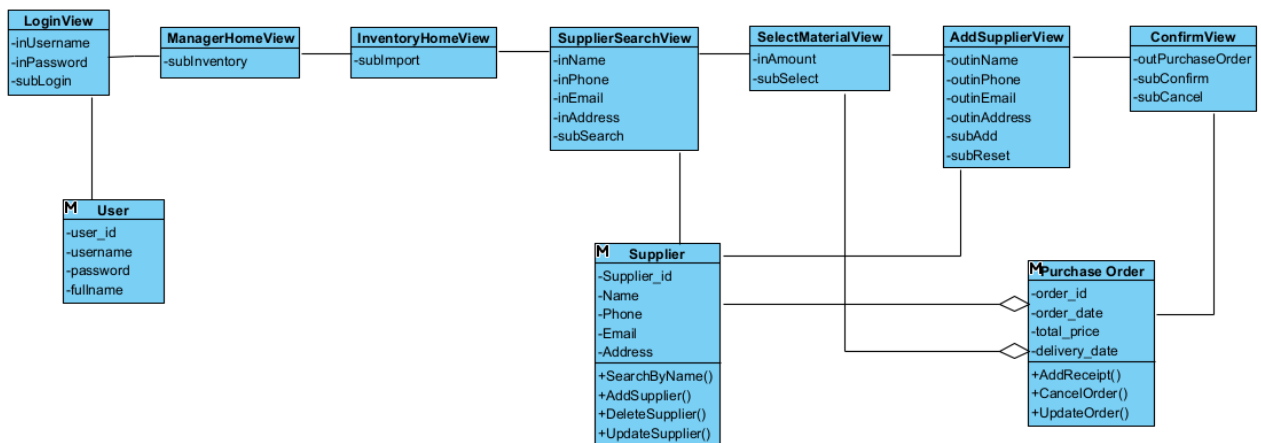 LoginView
-inUsername
-inPassword
-subLogin
ManagerHomeView
-subInventory
InventoryHomeView
-subImport
SupplierSearchView
-inName
-inPhone
-inEmail
-inAddress
-subSearch
SelectMaterialView
-inAmount
-subSelect
AddSupplierView
-outinName
-outinPhone
-outinEmail
-outinAddress
-subAdd
-subReset
ConfirmView
-outPurchaseOrder
-subConfirm
-subCancel
M User
-user_id
-username
-password
-fullname
M Supplier
-Supplier_id
-Name
-Phone
-Email
-Address
+SearchByName()
+AddSupplier()
+DeleteSupplier()
+UpdateSupplier()
M Purchase Order
-order_id
-order_date
-total_price
-delivery_date
+AddReceipt()
+CancelOrder()
+UpdateOrder()